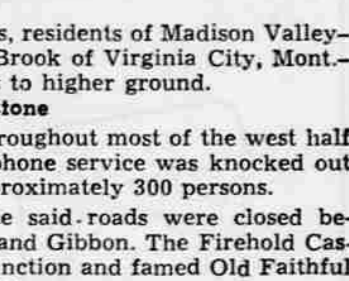 s, residents of Madison Valley—
Brook of Virginia City, Mont.—
to higher ground.
tone
roughout most of the west half
phone service was knocked out
proximately 300 persons.
e said roads were closed be-
and Gibbon. The Firehold Cas-
nction and famed Old Faithful